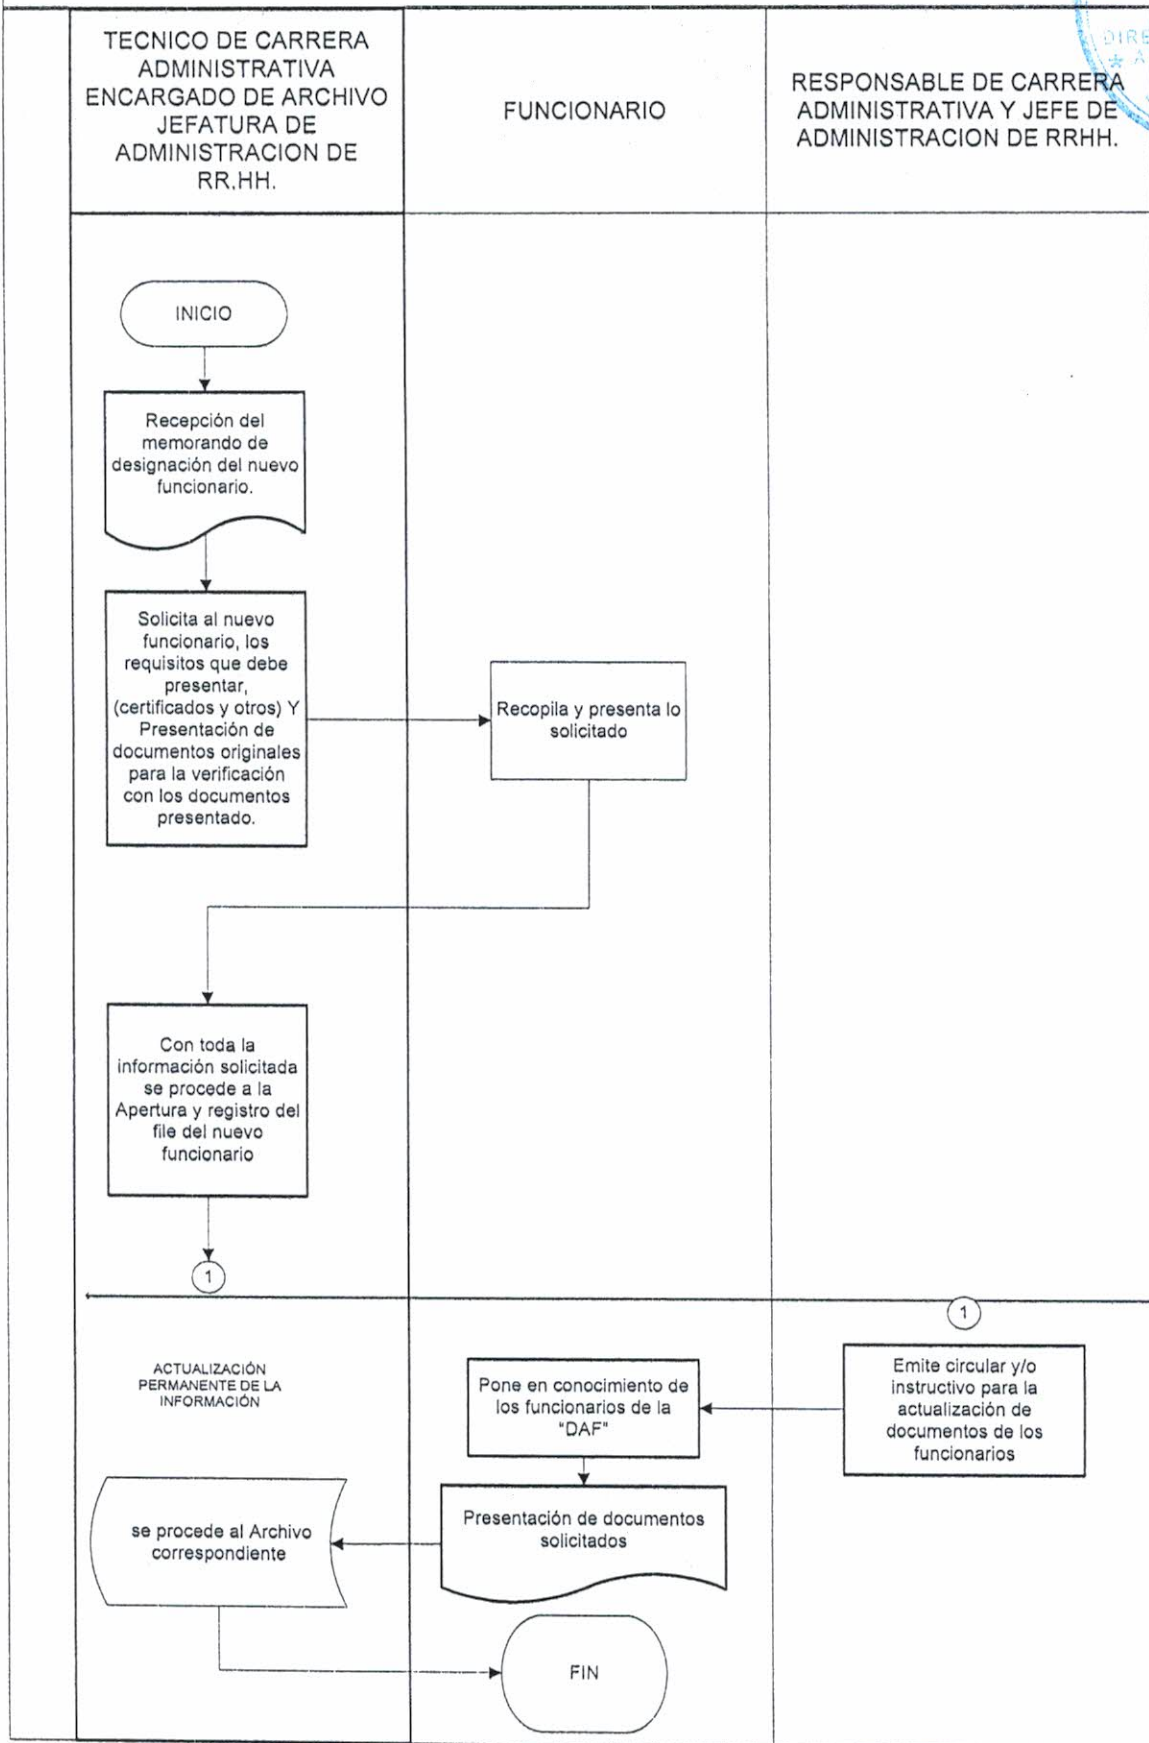 TECNICO DE CARRERA
ADMINISTRATIVA
ENCARGADO DE ARCHIVO
JEFATURA DE
ADMINISTRACION DE
RR.HH.
FUNCIONARIO
RESPONSABLE DE CARRERA
ADMINISTRATIVA Y JEFE DE
ADMINISTRACION DE RRHH.
INICIO
Recepción del
memorando de
designación del nuevo
funcionario.
Solicita al nuevo
funcionario, los
requisitos que debe
presentar,
(certificados y otros) Y
Presentación de
documentos originales
para la verificación
con los documentos
presentado.
Recopila y presenta lo
solicitado
Con toda la
información solicitada
se procede a la
Apertura y registro del
file del nuevo
funcionario
1
1
ACTUALIZACIÓN
PERMANENTE DE LA
INFORMACIÓN
Emite circular y/o
instructivo para la
actualización de
documentos de los
funcionarios
Pone en conocimiento de
los funcionarios de la
"DAF"
Presentación de documentos
solicitados
se procede al Archivo
correspondiente
FIN